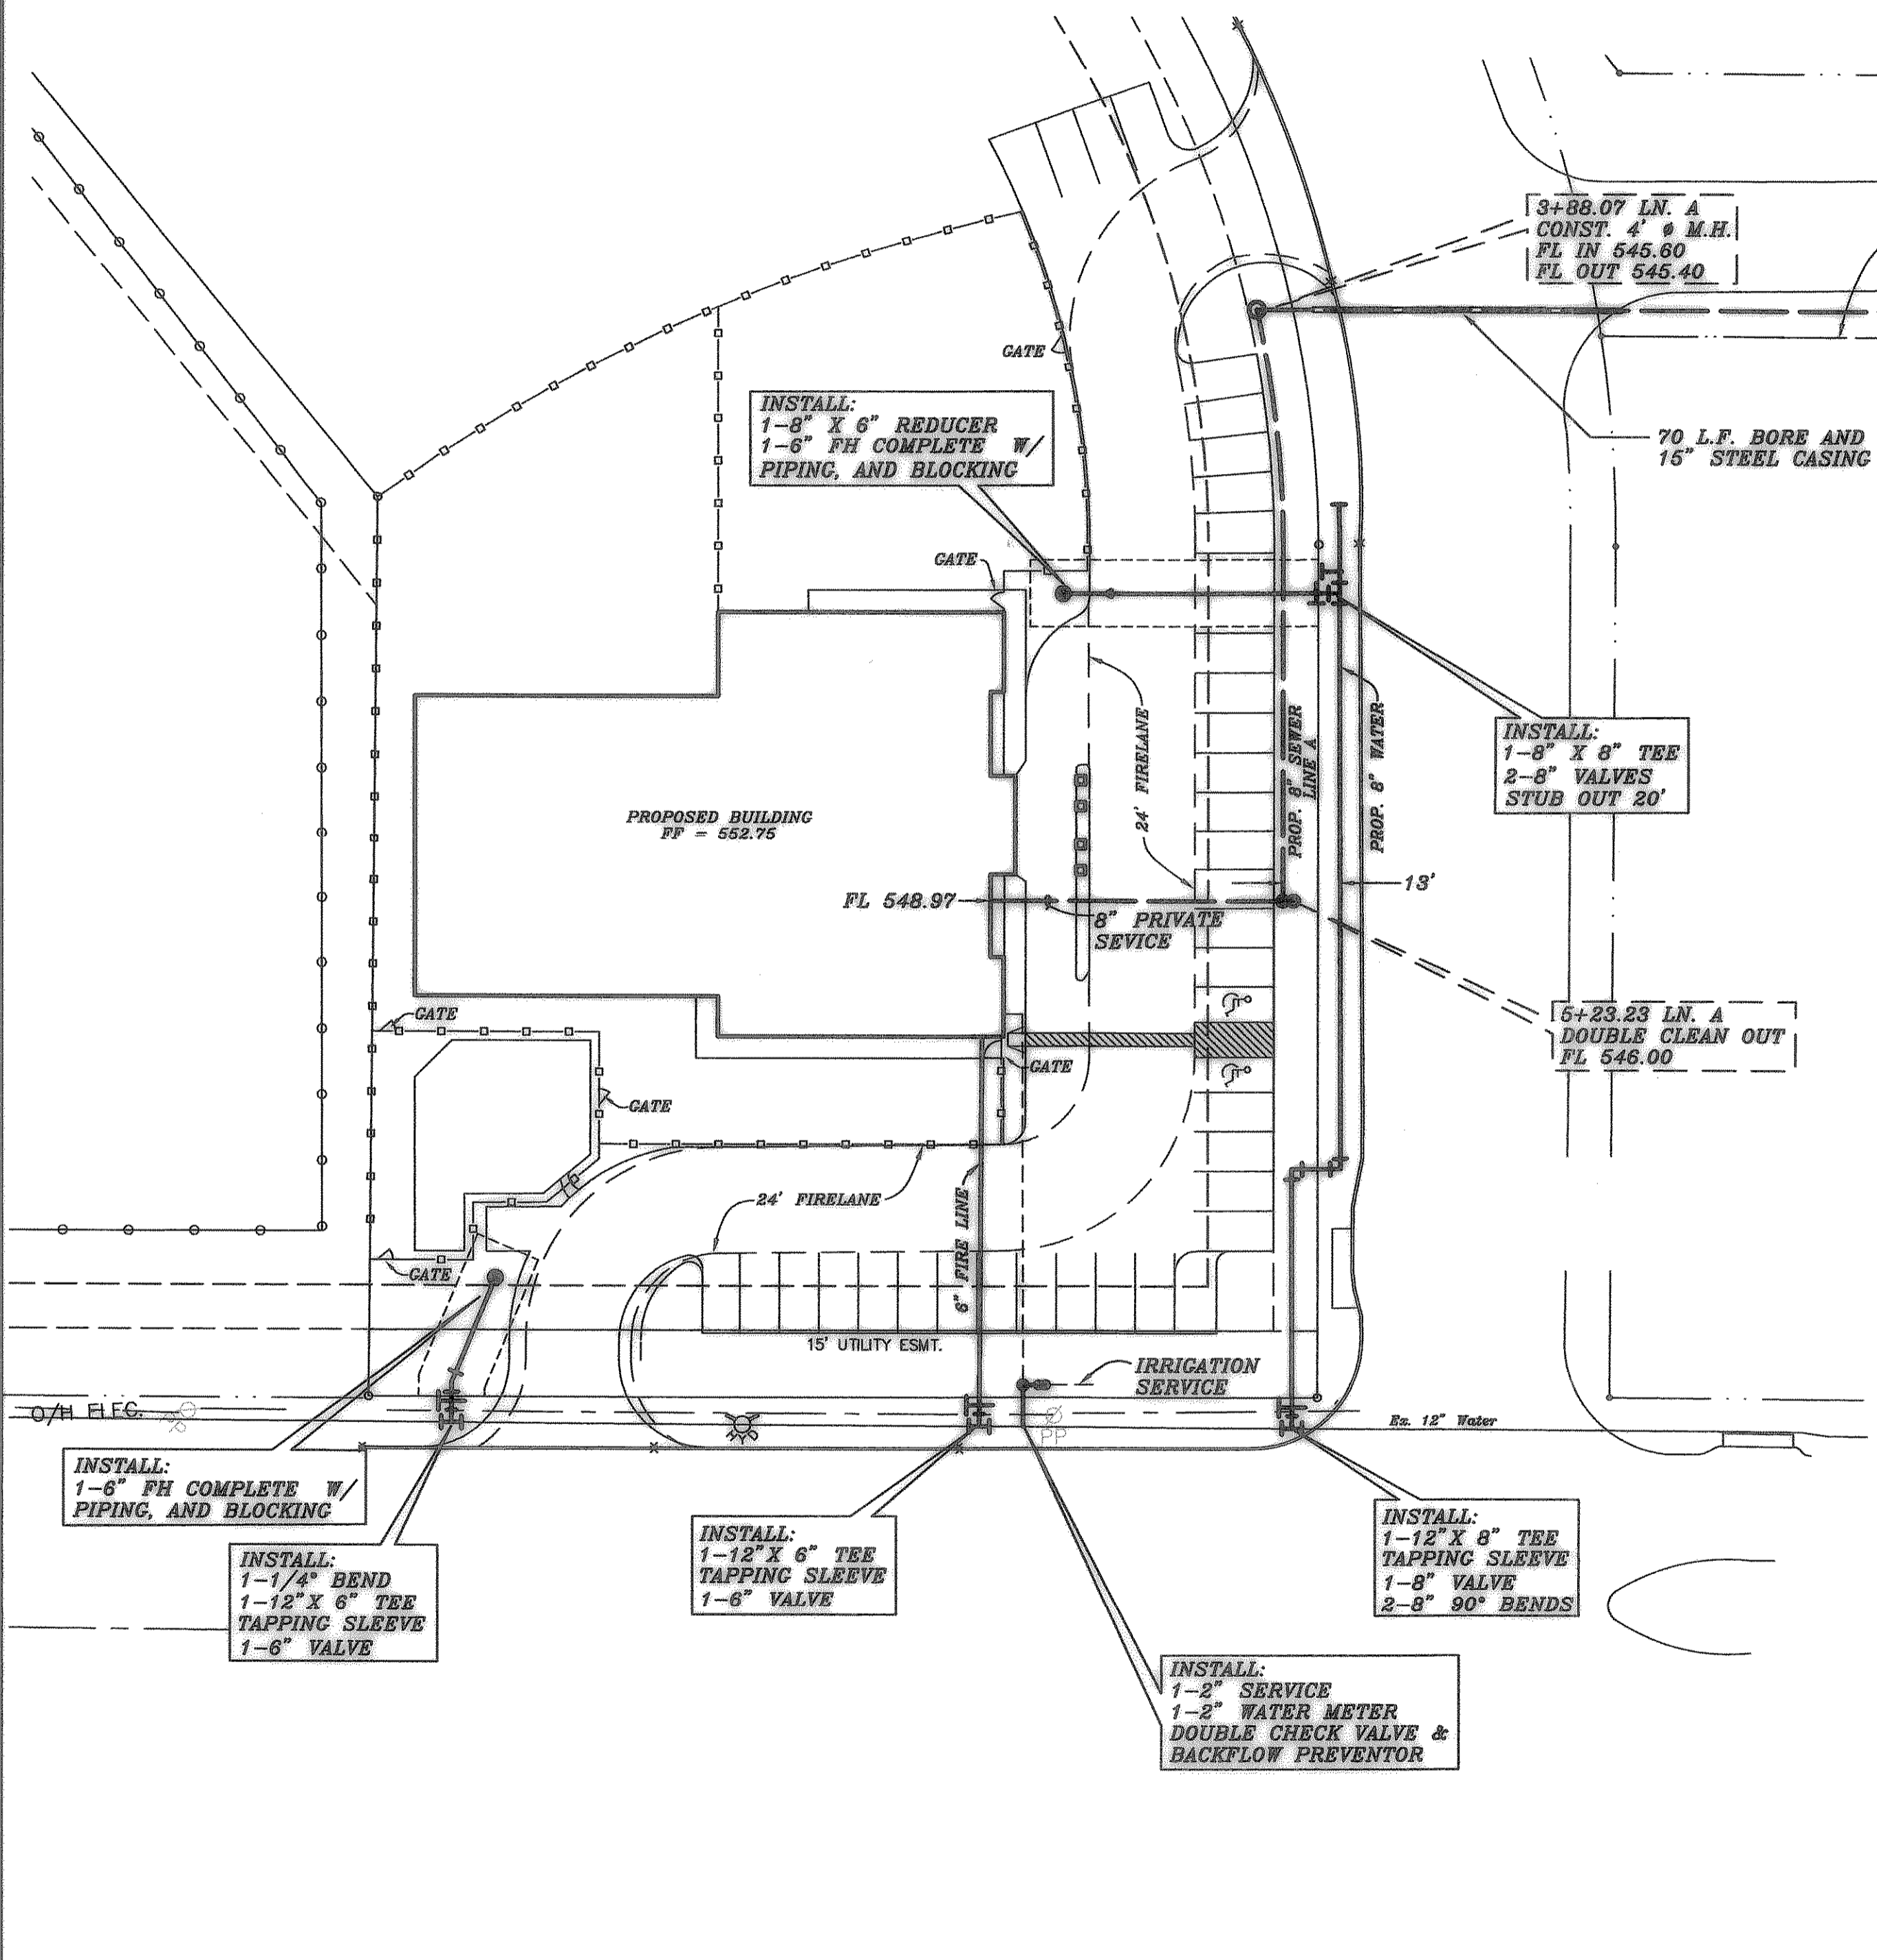 3+88.07 LN. A
CONST. 4' ø M.H.
FL IN 545.60
FL OUT 545.40
GATE
INSTALL:
1-8" X 6" REDUCER
1-6" FH COMPLETE W/
PIPING, AND BLOCKING
70 L.F. BORE AND
15" STEEL CASING
GATE
24' FIRELANE
PROP. 8" SEWER
LINE A
PROP. 8" WATER
INSTALL:
1-8" X 8" TEE
2-8" VALVES
STUB OUT 20'
PROPOSED BUILDING
FF = 552.75
13'
FL 548.97
8" PRIVATE
SEVICE
5+23.23 LN. A
DOUBLE CLEAN OUT
FL 546.00
GATE
GATE
GATE
24' FIRELANE
6" FIRE LINE
GATE
15' UTILITY ESMT.
IRRIGATION
SERVICE
O/H ELEC.
PP
PP
Ex. 12" Water
INSTALL:
1-6" FH COMPLETE W/
PIPING, AND BLOCKING
INSTALL:
1-1/4° BEND
1-12"X 6" TEE
TAPPING SLEEVE
1-6" VALVE
INSTALL:
1-12"X 6" TEE
TAPPING SLEEVE
1-6" VALVE
INSTALL:
1-12"X 8" TEE
TAPPING SLEEVE
1-8" VALVE
2-8" 90° BENDS
INSTALL:
1-2" SERVICE
1-2" WATER METER
DOUBLE CHECK VALVE &
BACKFLOW PREVENTOR